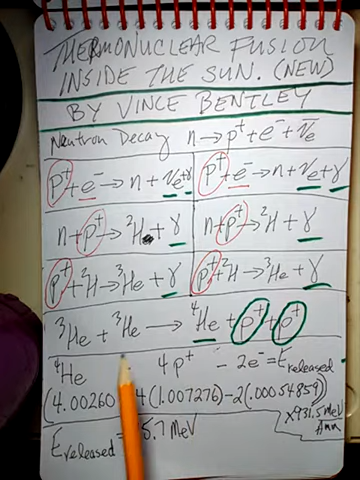 THERMONUCLEAR FUSION
INSIDE THE SUN. (NEW)
BY VINCE BENTLEY
Neutron Decay n→p⁺+e⁻+ν̅e
p⁺+e⁻→n+νe+γ p⁺+e⁻→n+νe+γ
n+p⁺→²H+γ n+p⁺→²H+γ
p⁺+²H→³He+γ p⁺+²H→³He+γ
³He+³He→⁴He+p⁺+p⁺
⁴He 4p⁺ - 2e⁻=Ereleased
(4.00260 4(1.007276)-2(.00054859)
×931.5 MeV
Ereleased = 5.7 MeV